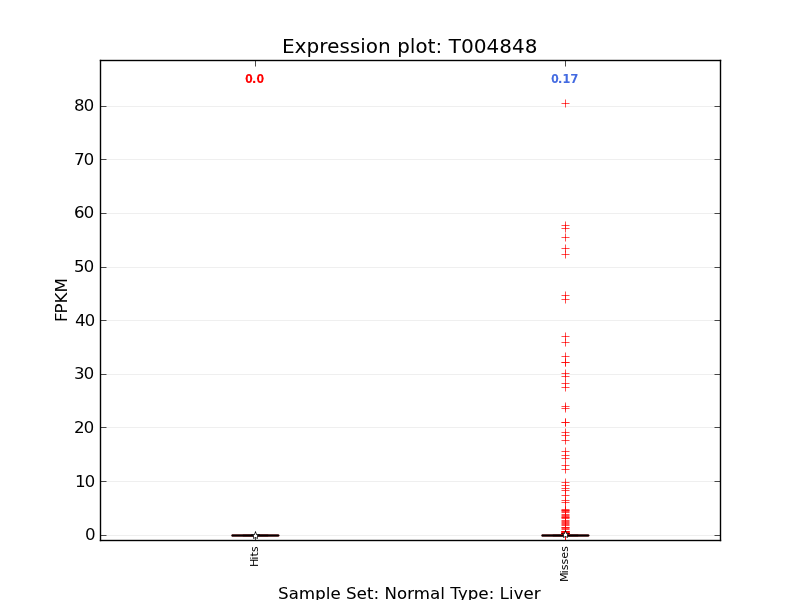 Expression plot: T004848
0.0
0.17
80
70
60
50
40
30
20
10
0
FPKM
Hits
Misses
Sample Set: Normal Type: Liver